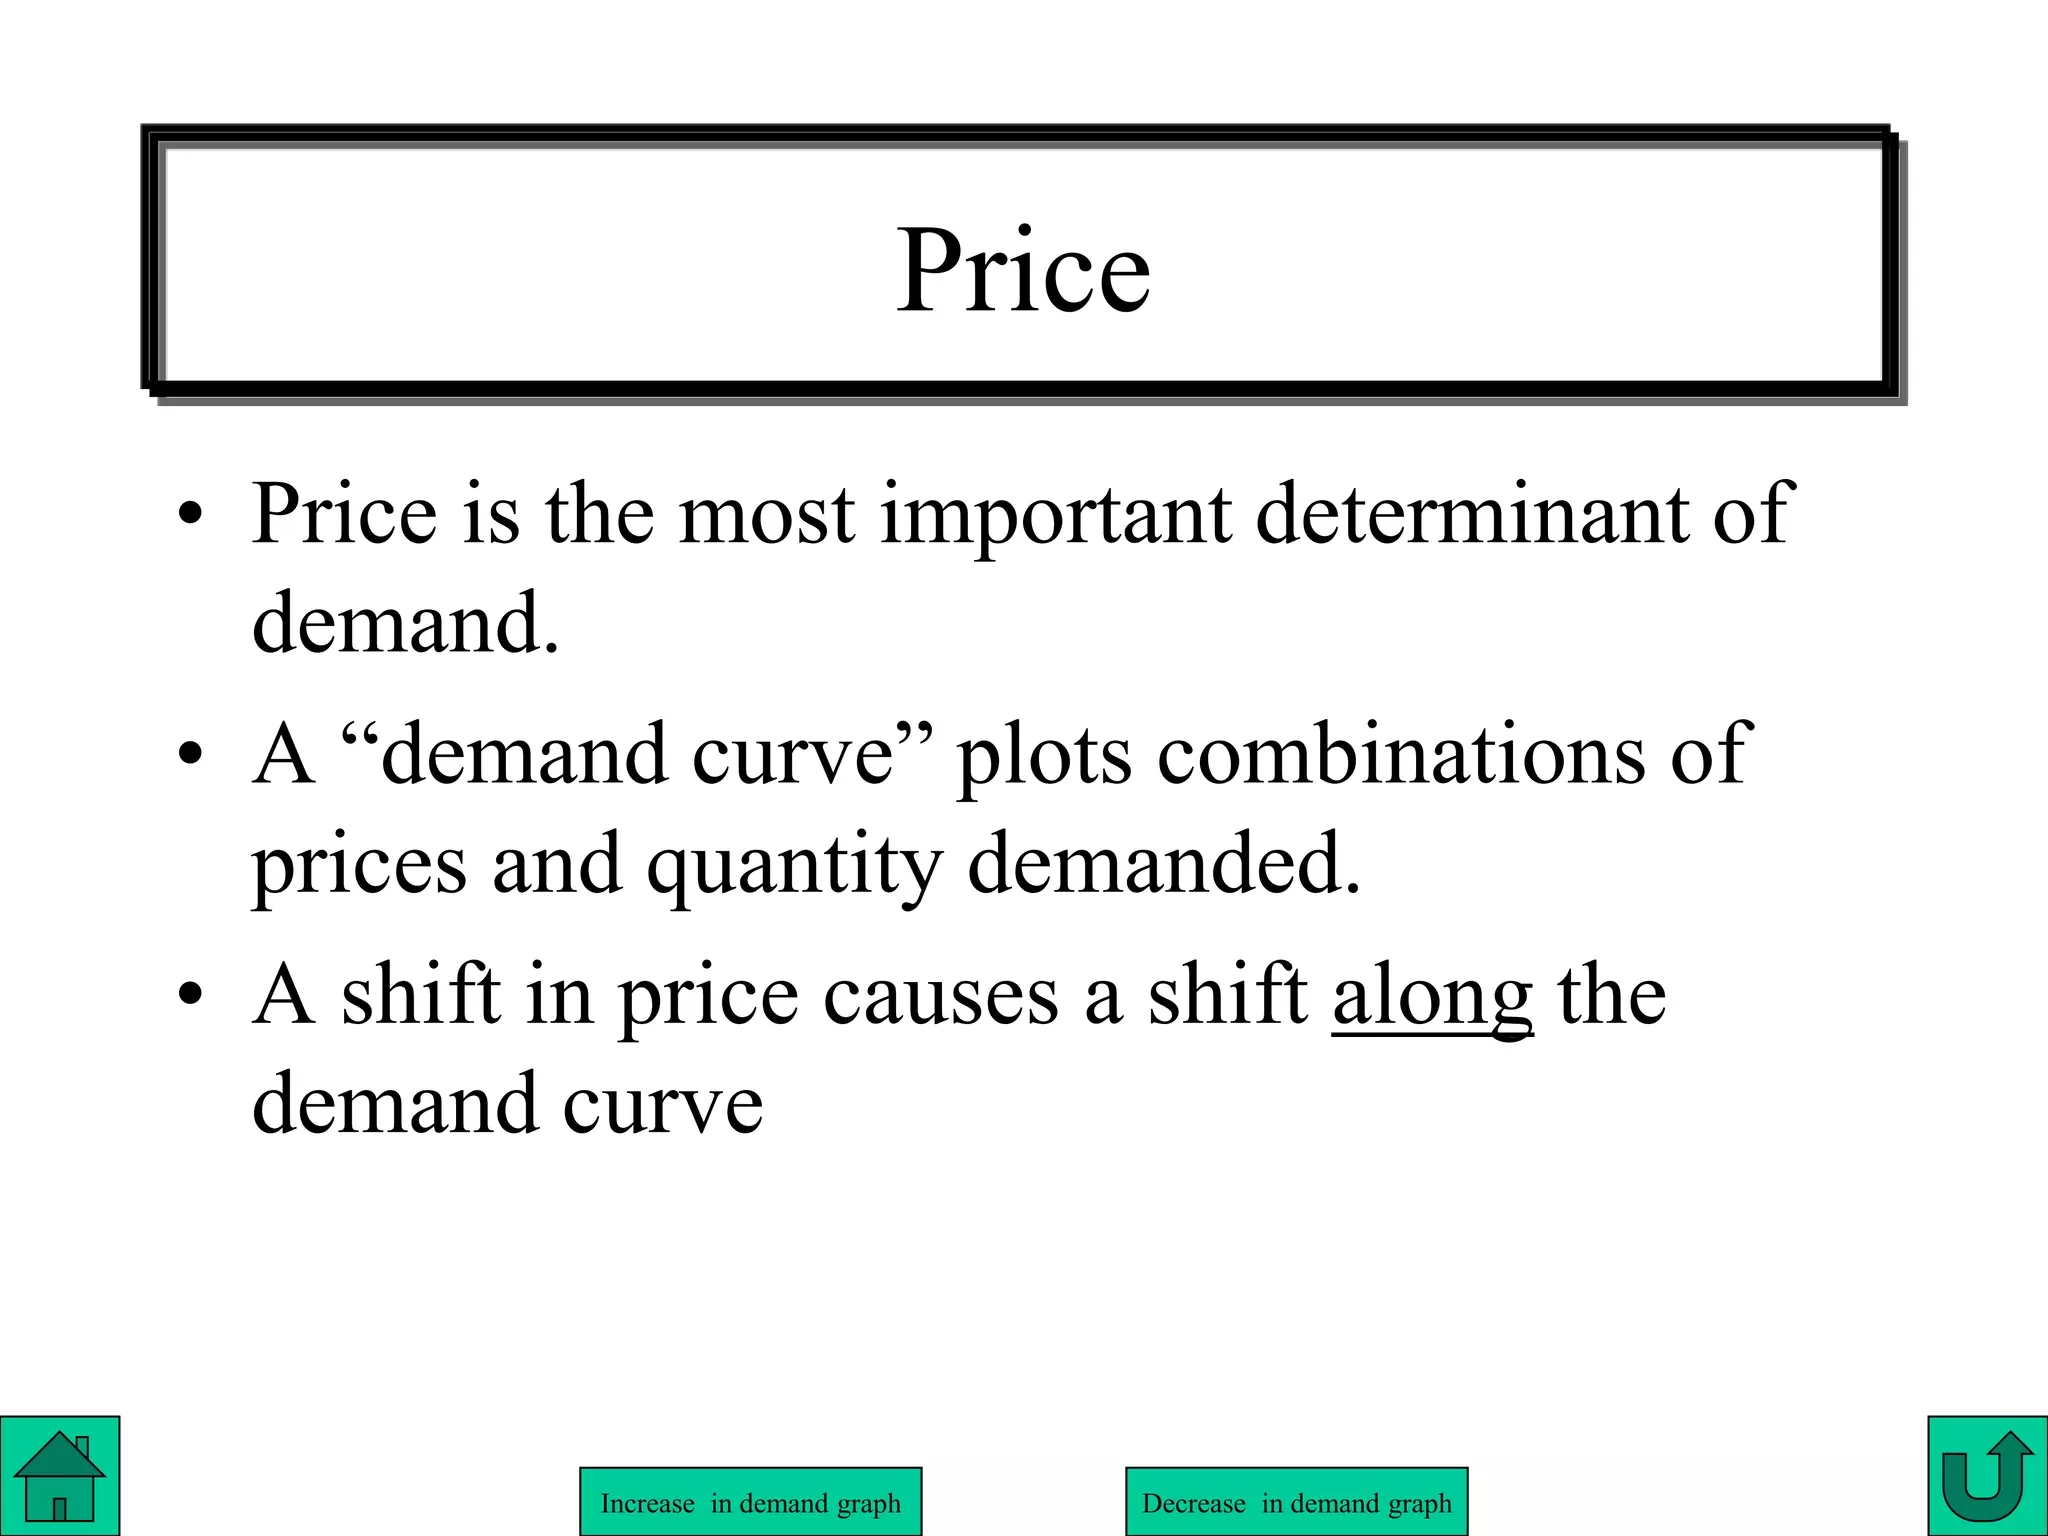 Price
• Price is the most important determinant of
demand.
• A “demand curve” plots combinations of
prices and quantity demanded.
• A shift in price causes a shift along the
demand curve
Increase  in demand graph
Decrease  in demand graph